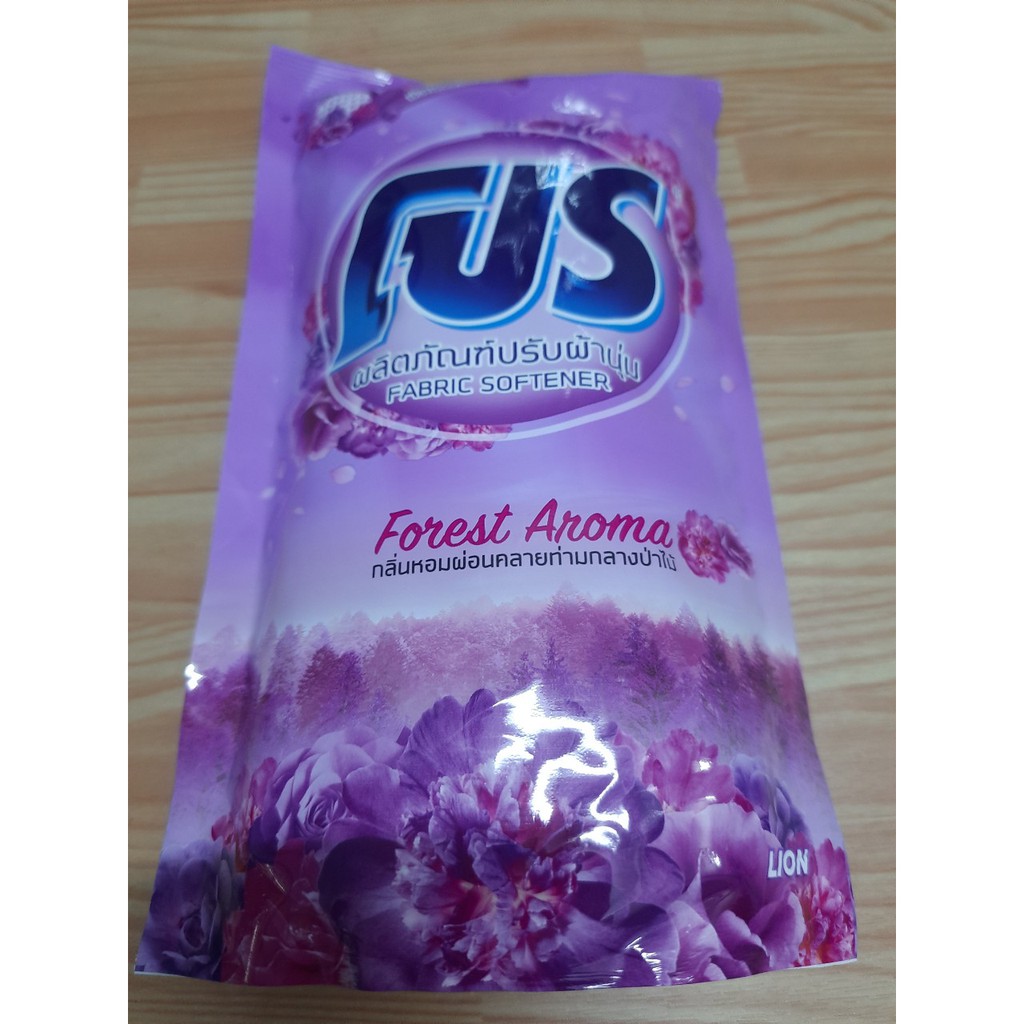 โปร
ผลิตภัณฑ์ปรับผ้านุ่ม
FABRIC SOFTENER
Forest Aroma
กลิ่นหอมผ่อนคลายท่ามกลางป่าไม้
LION